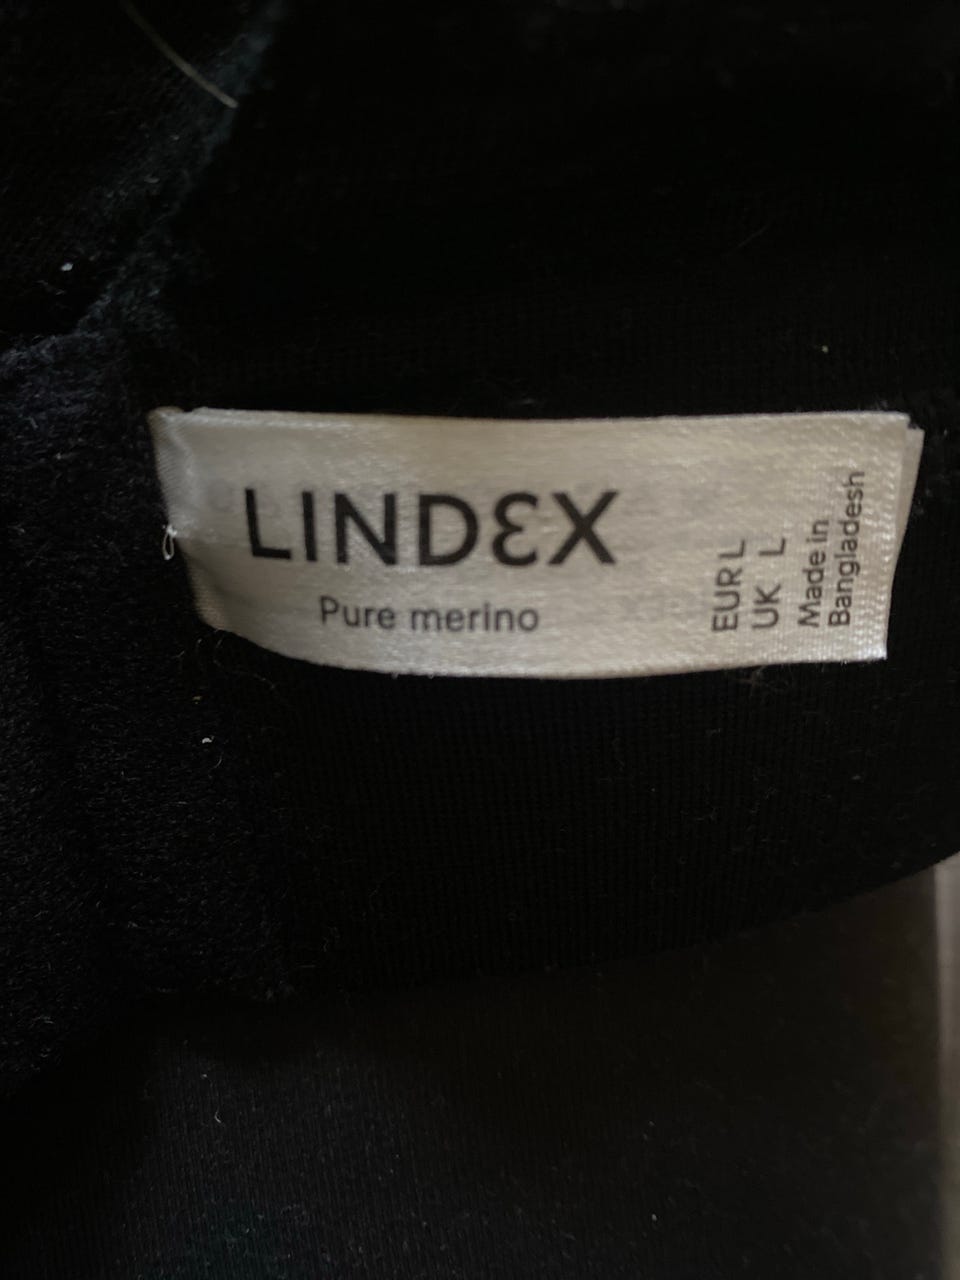 LINDEX
Pure merino
EUR L
UK L
Made in
Bangladesh